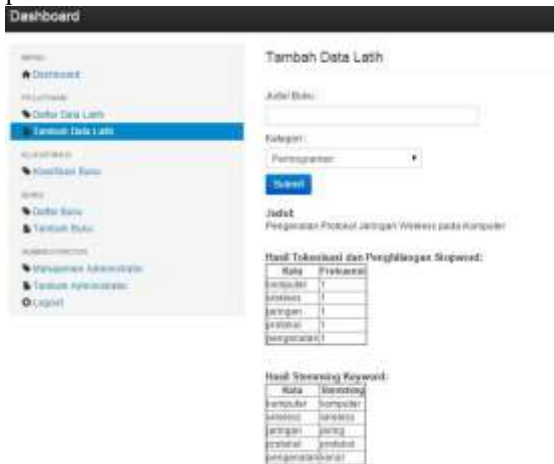 Dashboard
MENU
Dashboard
PELATIHAN
Daftar Data Latih
Tambah Data Latih
KLASIFIKASI
Klasifikasi Buku
BUKU
Daftar Buku
Tambah Buku
ADMINISTRATOR
Manajemen Administrator
Tambah Administrator
Logout
Tambah Data Latih
Judul Buku :
Kategori :
Submit
Judul:
Pengenalan Protokol Jaringan Wireless pada Komputer
Hasil Tokenisasi dan Penghilangan Stopword:
Kata Frekuensi
komputer 1
wireless 1
jaringan 1
protokol 1
pengenalan 1
Hasil Stemming Keyword:
Kata Stemming
komputer komputer
wireless wireless
jaringan jaring
protokol protokol
pengenalan kenal